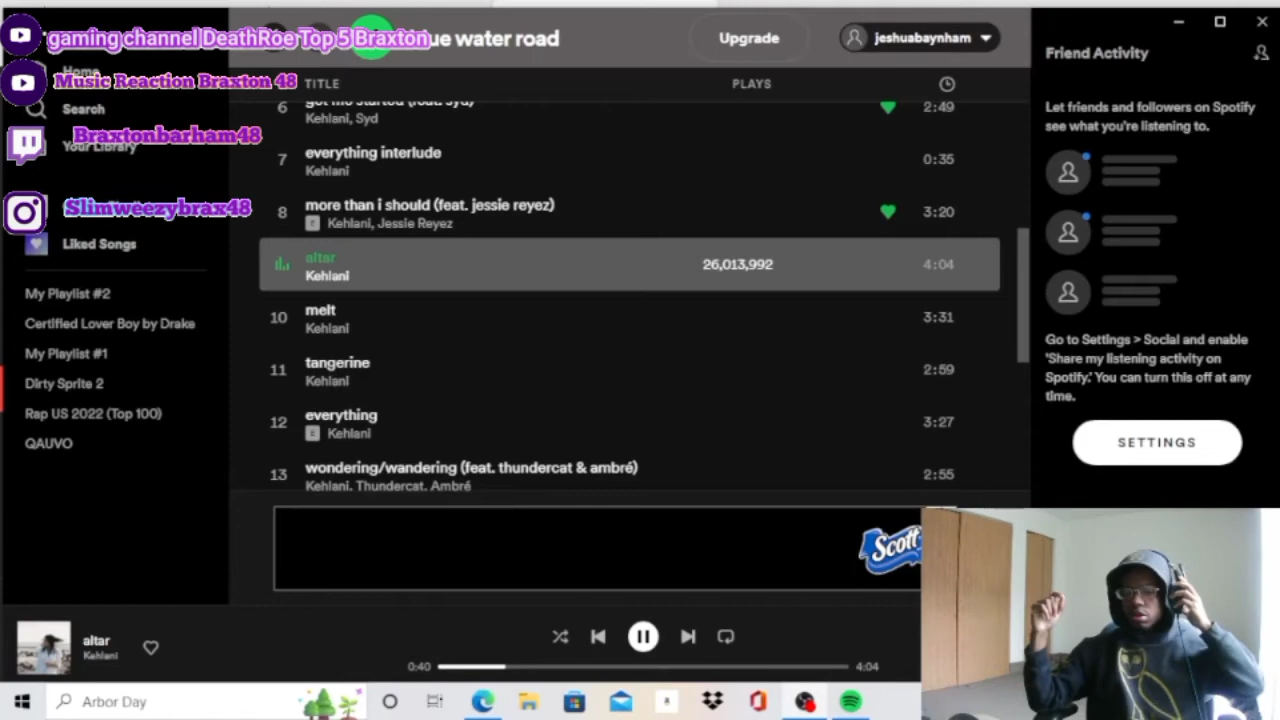 gaming channel DeathRoe Top 5 Braxton
ue water road
Upgrade
jeshuabaynham
Friend Activity
Home
Music Reaction Braxton 48
TITLE
PLAYS
Search
Braxtonbarham48
Your Library
Slimweezybrax48
Liked Songs
My Playlist #2
Certified Lover Boy by Drake
My Playlist #1
Dirty Sprite 2
Rap US 2022 (Top 100)
QAUVO
6
got me started (feat. syd)
Kehlani, Syd
2:49
7
everything interlude
Kehlani
0:35
8
more than i should (feat. jessie reyez)
E Kehlani, Jessie Reyez
3:20
altar
Kehlani
26,013,992
4:04
10
melt
Kehlani
3:31
11
tangerine
Kehlani
2:59
12
everything
E Kehlani
3:27
13
wondering/wandering (feat. thundercat & ambré)
Kehlani, Thundercat, Ambré
2:55
Let friends and followers on Spotify
see what you're listening to.
Go to Settings > Social and enable
'Share my listening activity on
Spotify.' You can turn this off at any
time.
SETTINGS
Scott
altar
Kehlani
0:40
4:04
Arbor Day